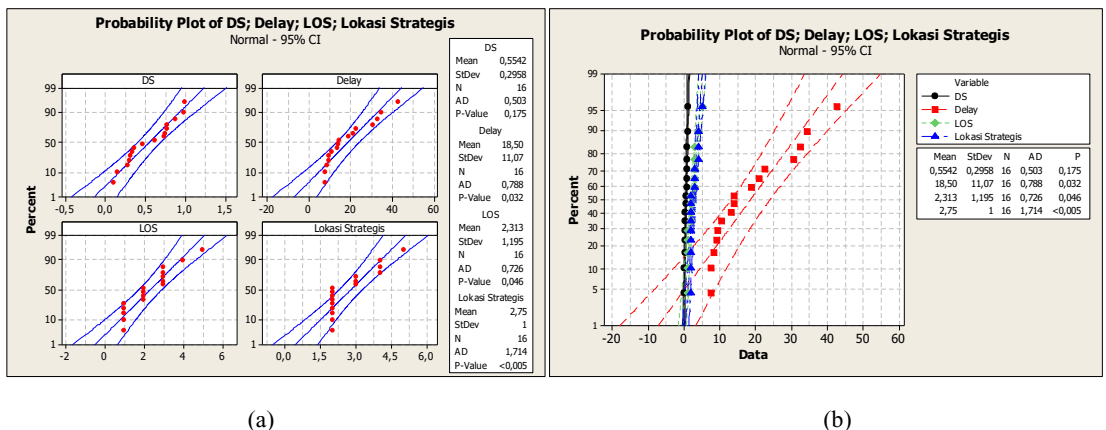 Probability Plot of DS; Delay; LOS; Lokasi Strategis
Normal - 95% CI
DS
Delay
99
90
50
10
1
-0,5
0,0
0,5
1,0
1,5
-20
0
20
40
60
LOS
Lokasi Strategis
99
90
50
10
1
-2
0
2
4
6
0,0
1,5
3,0
4,5
6,0
Percent
DS
Mean 0,5542
StDev 0,2958
N 16
AD 0,503
P-Value 0,175
Delay
Mean 18,50
StDev 11,07
N 16
AD 0,788
P-Value 0,032
LOS
Mean 2,313
StDev 1,195
N 16
AD 0,726
P-Value 0,046
Lokasi Strategis
Mean 2,75
StDev 1
N 16
AD 1,714
P-Value <0,005
(a)
Probability Plot of DS; Delay; LOS; Lokasi Strategis
Normal - 95% CI
99
95
90
80
70
60
50
40
30
20
10
5
1
Percent
-20
-10
0
10
20
30
40
50
60
Data
Variable
DS
Delay
LOS
Lokasi Strategis
Mean StDev N AD P
0,5542 0,2958 16 0,503 0,175
18,50 11,07 16 0,788 0,032
2,313 1,195 16 0,726 0,046
2,75 1 16 1,714 <0,005
(b)